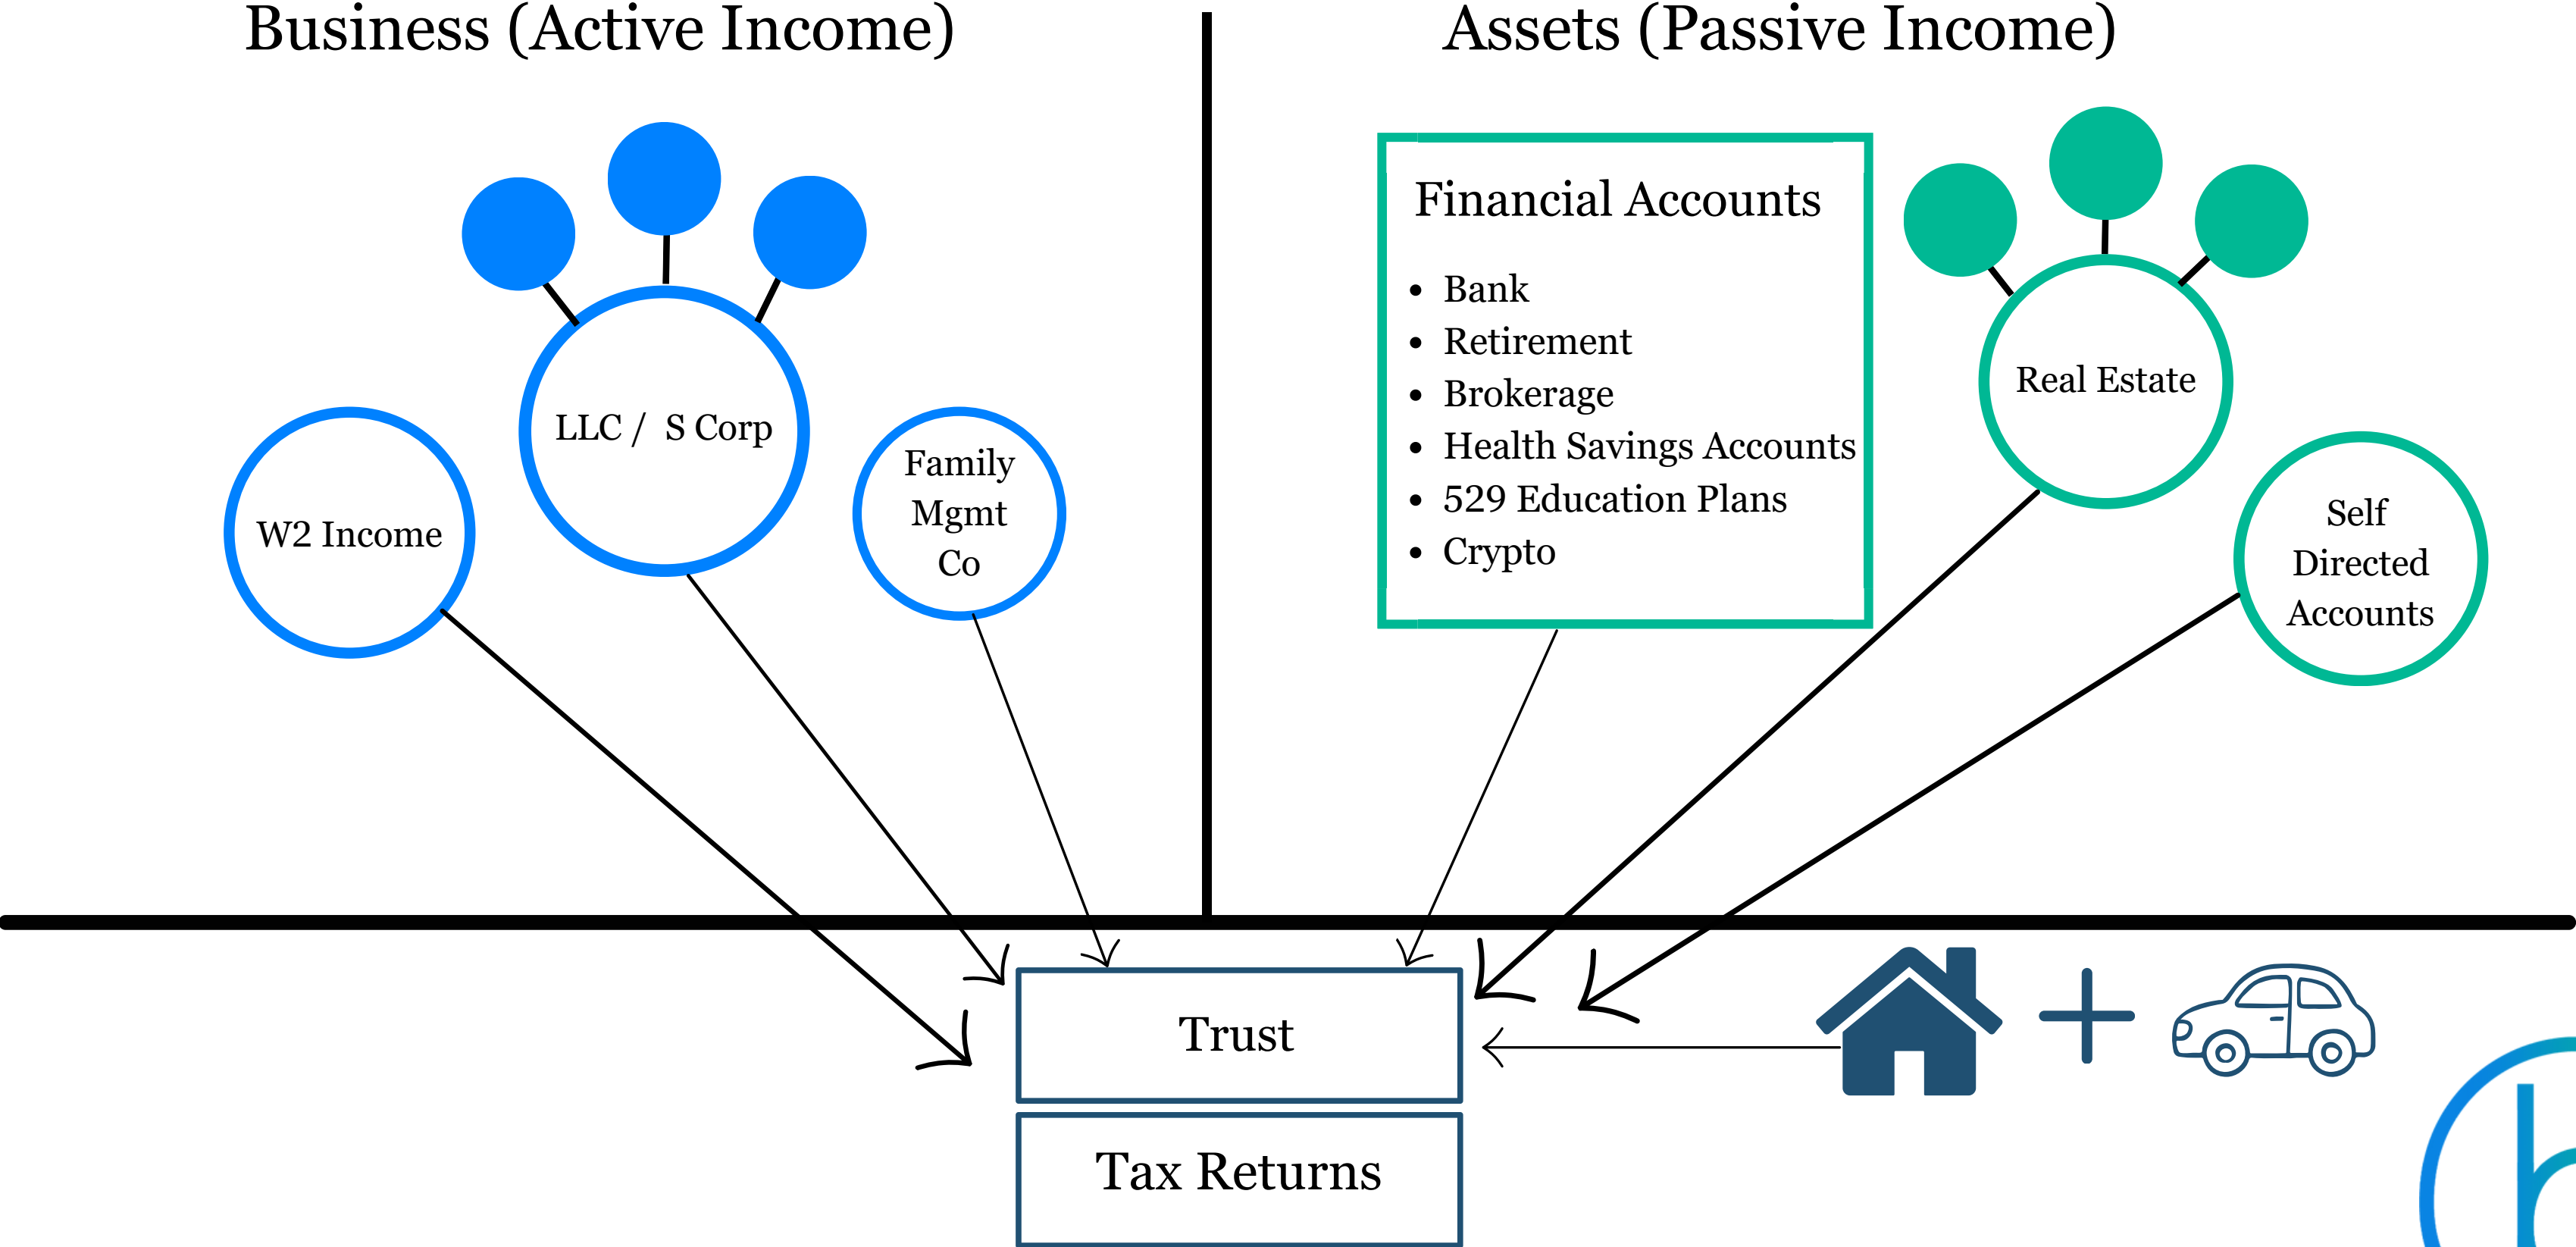 Business (Active Income)
Assets (Passive Income)
W2 Income
LLC /  S Corp
Family
Mgmt
Co
Financial Accounts
• Bank
• Retirement
• Brokerage
• Health Savings Accounts
• 529 Education Plans
• Crypto
Real Estate
Self
Directed
Accounts
Trust
Tax Returns
h